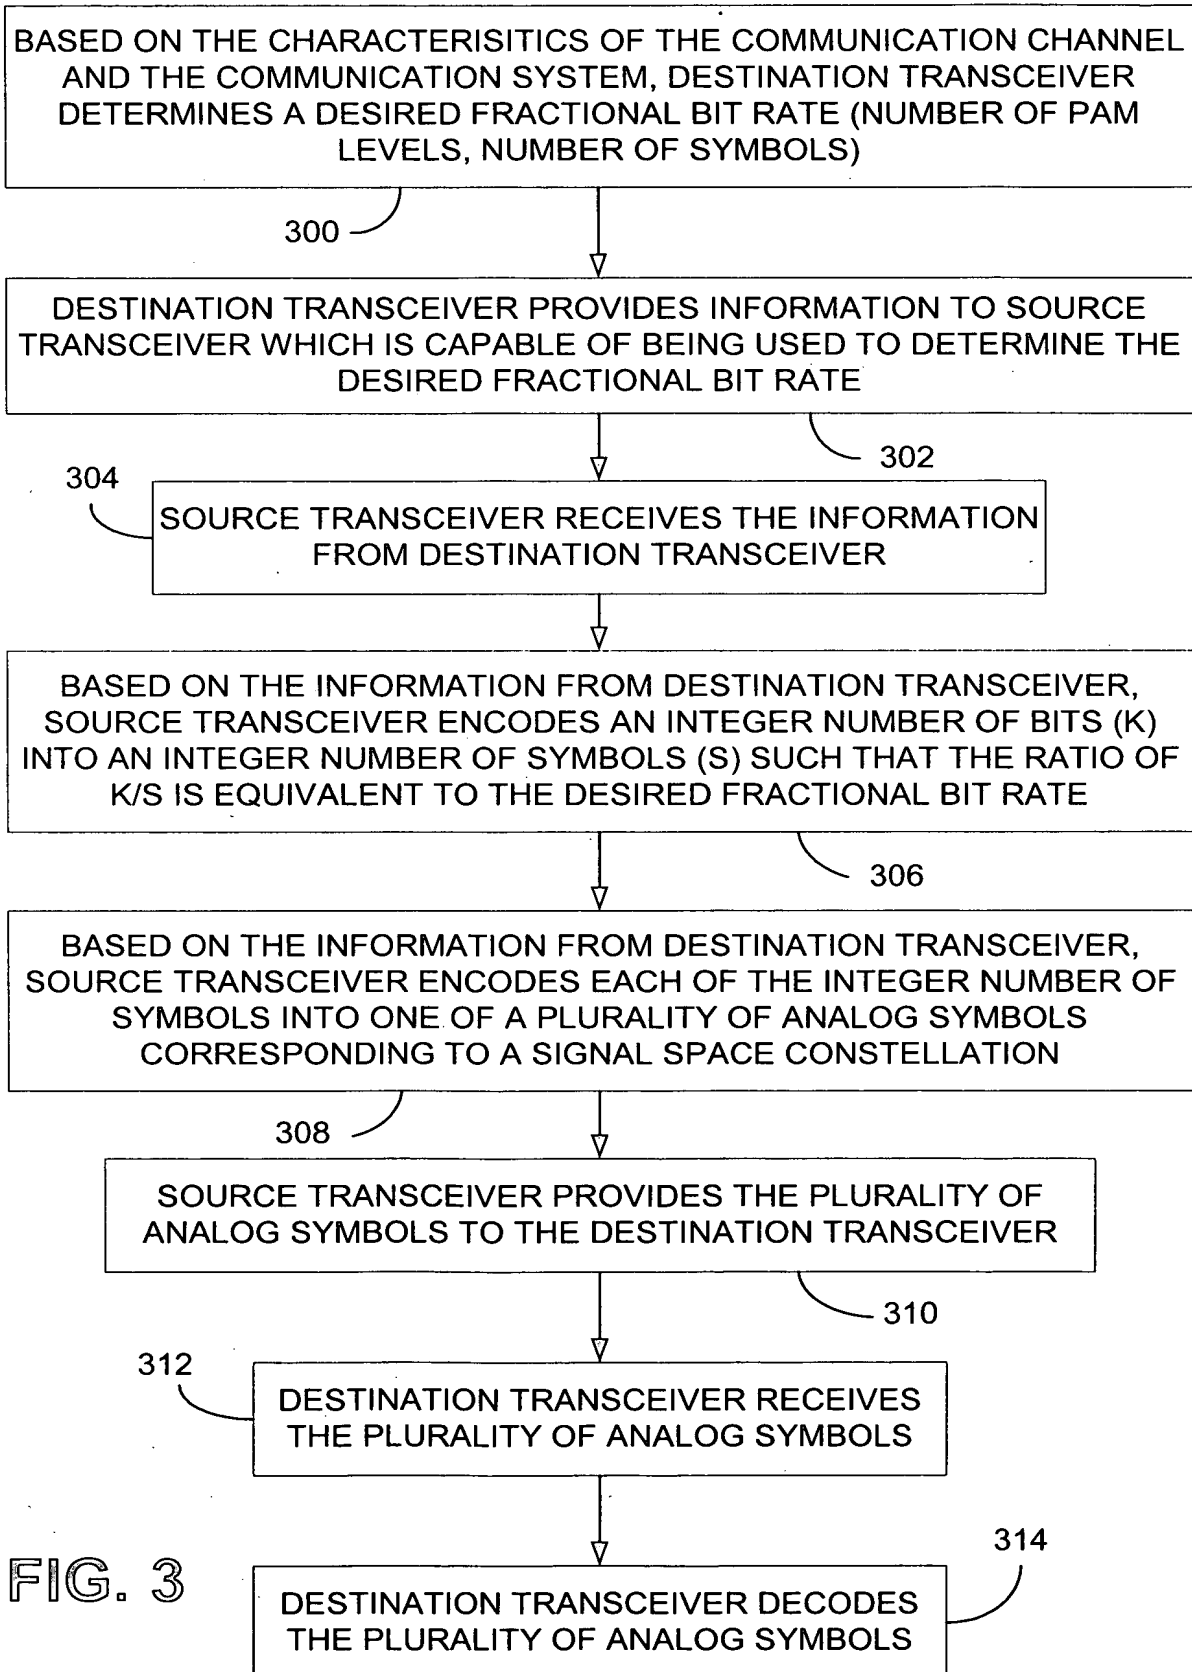 BASED ON THE CHARACTERISITICS OF THE COMMUNICATION CHANNEL
AND THE COMMUNICATION SYSTEM, DESTINATION TRANSCEIVER
DETERMINES A DESIRED FRACTIONAL BIT RATE (NUMBER OF PAM
LEVELS, NUMBER OF SYMBOLS)
300
DESTINATION TRANSCEIVER PROVIDES INFORMATION TO SOURCE
TRANSCEIVER WHICH IS CAPABLE OF BEING USED TO DETERMINE THE
DESIRED FRACTIONAL BIT RATE
302
304
SOURCE TRANSCEIVER RECEIVES THE INFORMATION
FROM DESTINATION TRANSCEIVER
BASED ON THE INFORMATION FROM DESTINATION TRANSCEIVER,
SOURCE TRANSCEIVER ENCODES AN INTEGER NUMBER OF BITS (K)
INTO AN INTEGER NUMBER OF SYMBOLS (S) SUCH THAT THE RATIO OF
K/S IS EQUIVALENT TO THE DESIRED FRACTIONAL BIT RATE
306
BASED ON THE INFORMATION FROM DESTINATION TRANSCEIVER,
SOURCE TRANSCEIVER ENCODES EACH OF THE INTEGER NUMBER OF
SYMBOLS INTO ONE OF A PLURALITY OF ANALOG SYMBOLS
CORRESPONDING TO A SIGNAL SPACE CONSTELLATION
308
SOURCE TRANSCEIVER PROVIDES THE PLURALITY OF
ANALOG SYMBOLS TO THE DESTINATION TRANSCEIVER
310
312
DESTINATION TRANSCEIVER RECEIVES
THE PLURALITY OF ANALOG SYMBOLS
314
DESTINATION TRANSCEIVER DECODES
THE PLURALITY OF ANALOG SYMBOLS
FIG. 3